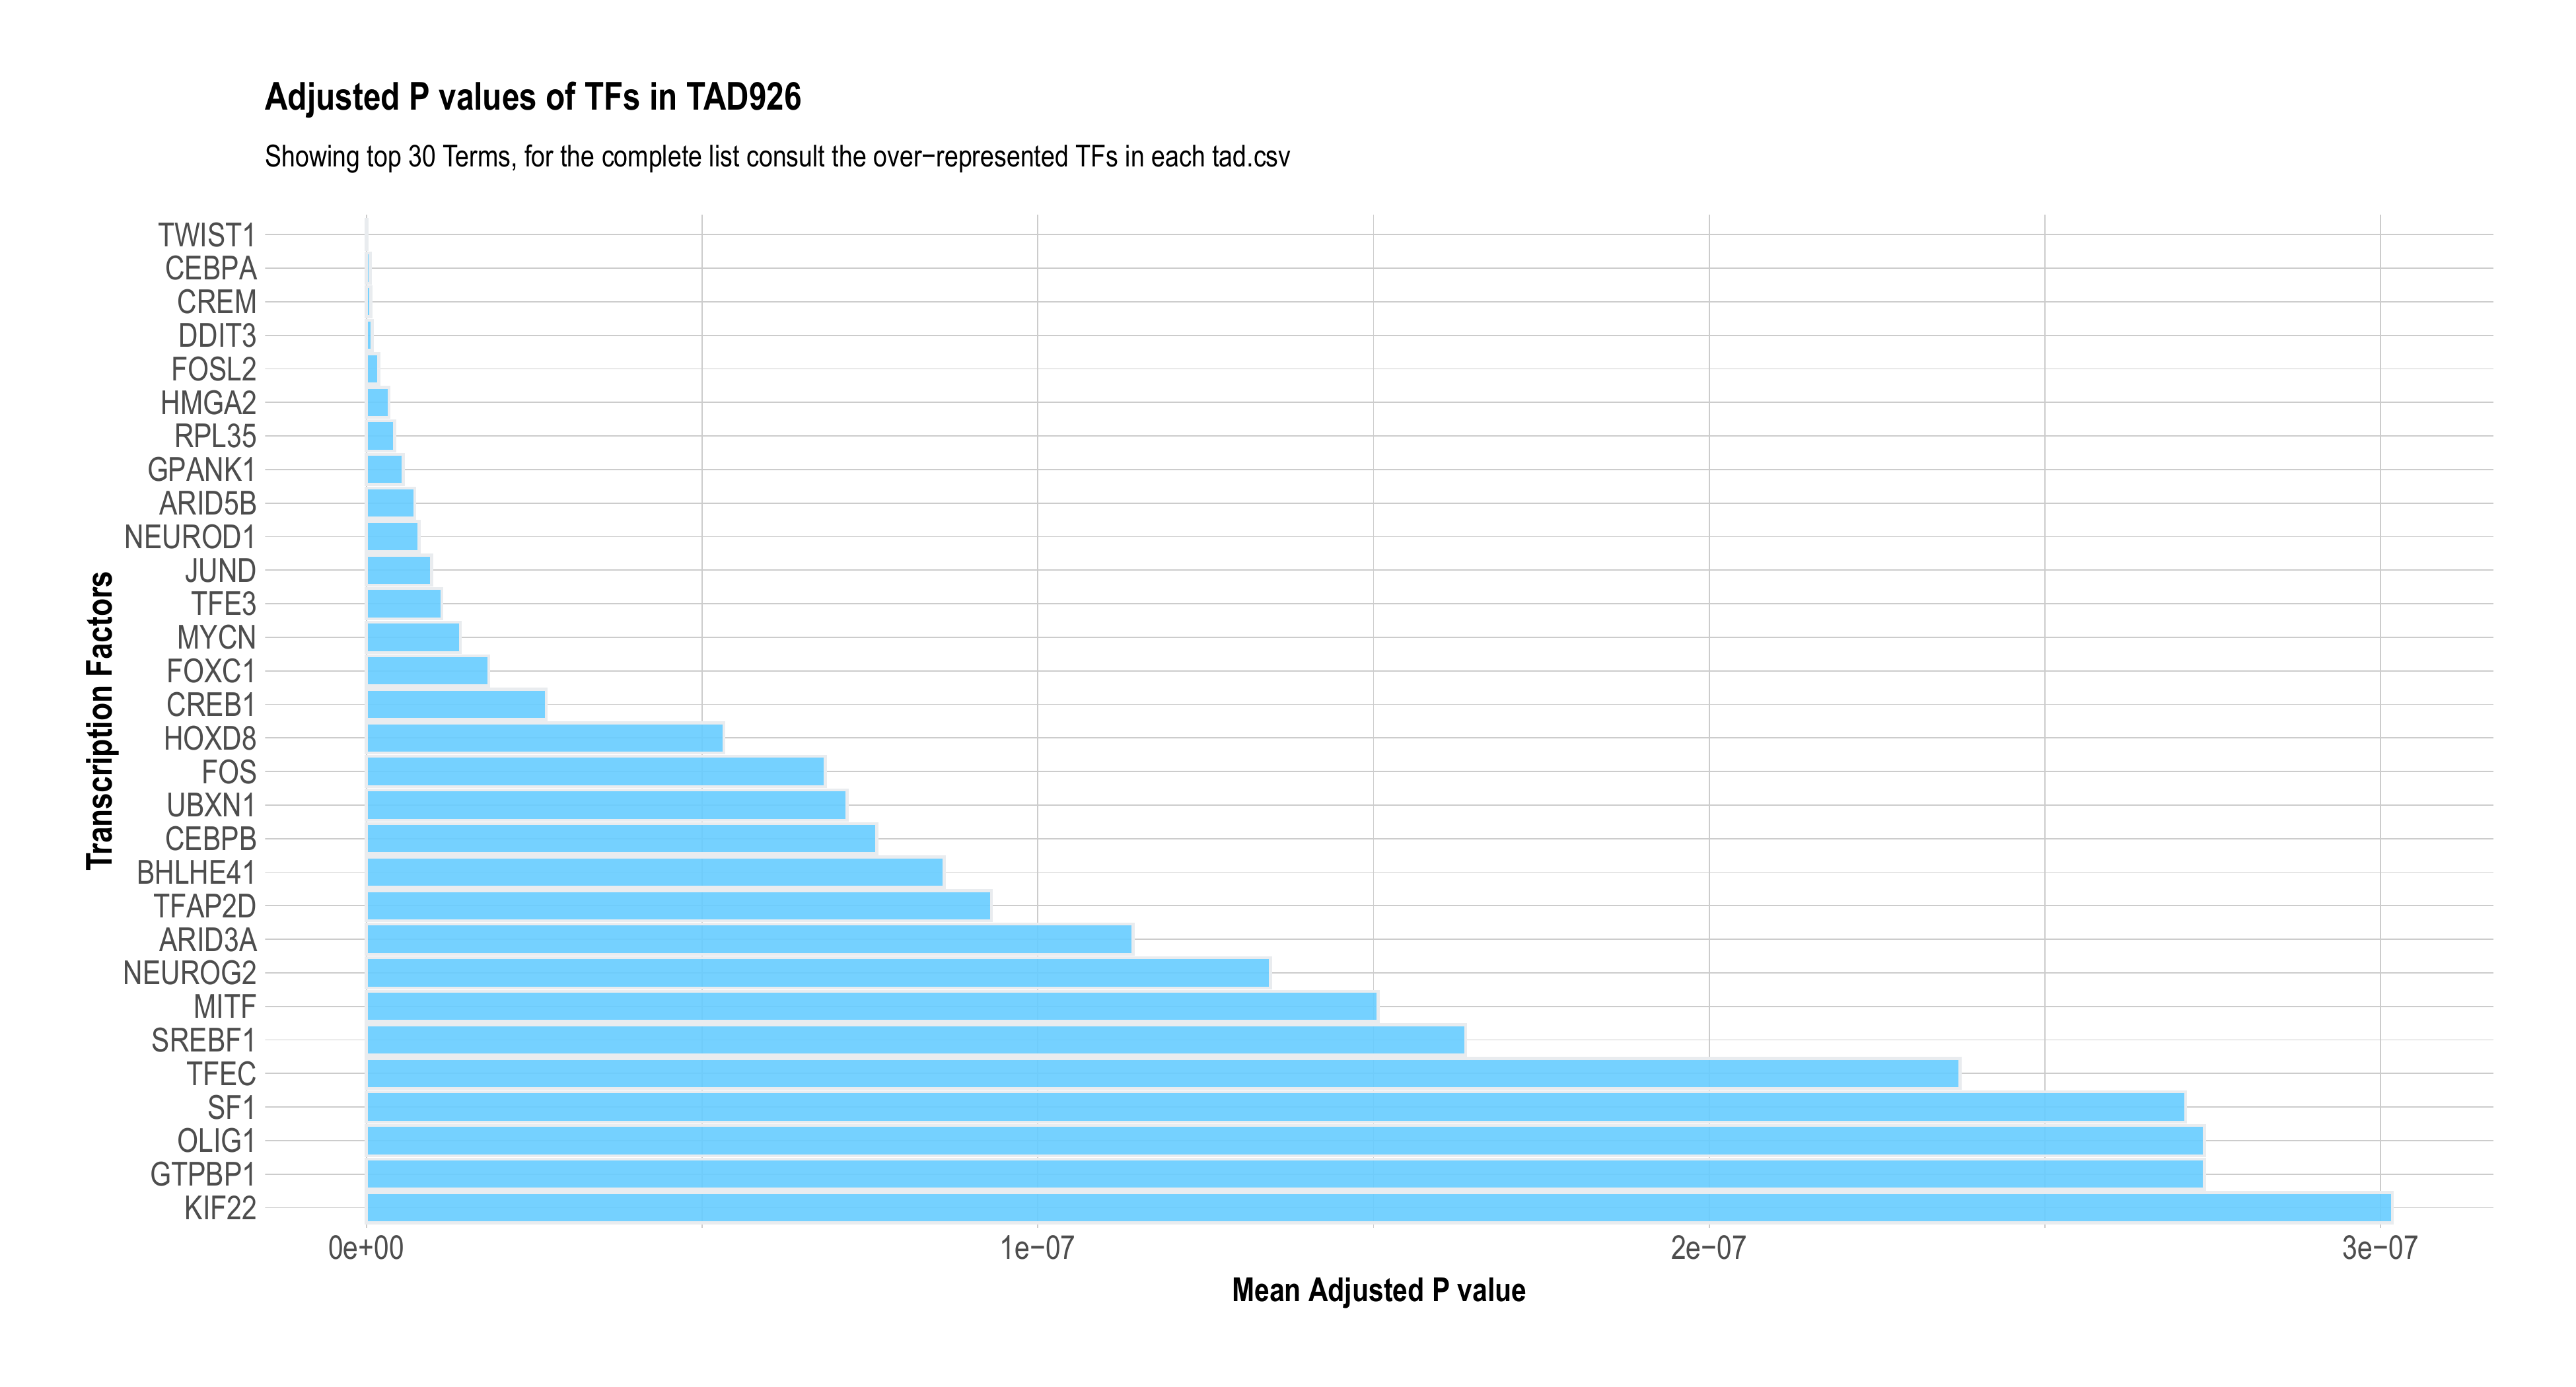 Adjusted P values of TFs in TAD926
Showing top 30 Terms, for the complete list consult the over−represented TFs in each tad.csv
Transcription Factors
TWIST1
CEBPA
CREM
DDIT3
FOSL2
HMGA2
RPL35
GPANK1
ARID5B
NEUROD1
JUND
TFE3
MYCN
FOXC1
CREB1
HOXD8
FOS
UBXN1
CEBPB
BHLHE41
TFAP2D
ARID3A
NEUROG2
MITF
SREBF1
TFEC
SF1
OLIG1
GTPBP1
KIF22
0e+00 1e−07 2e−07 3e−07
Mean Adjusted P value